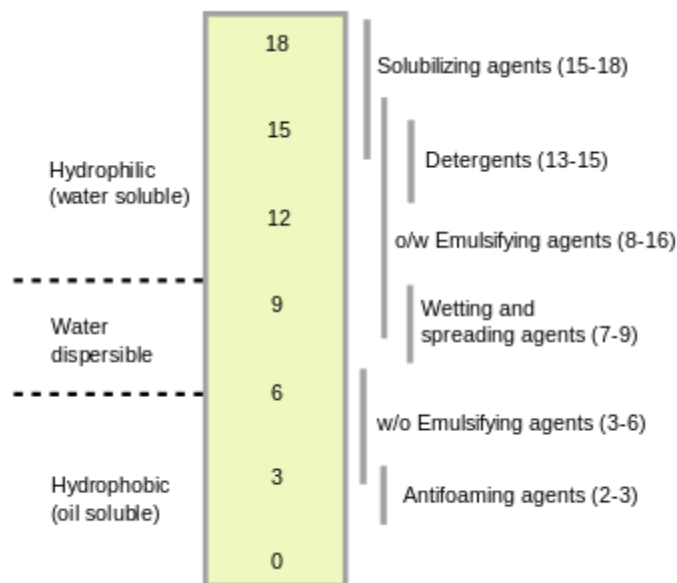 18
Solubilizing agents (15-18)
15
Detergents (13-15)
Hydrophilic
(water soluble)
12
o/w Emulsifying agents (8-16)
9
Wetting and
spreading agents (7-9)
Water
dispersible
6
w/o Emulsifying agents (3-6)
3
Hydrophobic
(oil soluble)
Antifoaming agents (2-3)
0